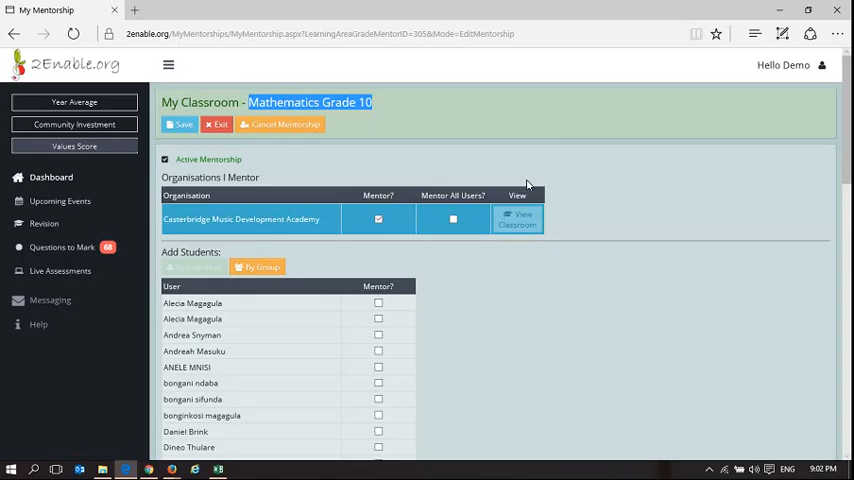 My Mentorships
2enable.org/MyMentorships/MyMentorship.aspx?LearningAreaGradeMentorID=305&Mode=EditMentorship
2Enable.org
Hello Demo
Year Average
Community Investment
Values Score
Dashboard
Upcoming Events
Revision
Questions to Mark 68
Live Assessments
Messaging
Help
My Classroom - Mathematics Grade 10
Save Exit Cancel Mentorship
Active Mentorship
Organisations I Mentor
Organisation Mentor? Mentor All Users? View
Casterbridge Music Development Academy View Classroom
Add Students:
By Individual By Group
User Mentor?
Alecia Magagula
Alecia Magagula
Andrea Snyman
Andreah Masuku
ANELE MNISI
bongani ndaba
bongani sifunda
bonginkosi magagula
Daniel Brink
Dineo Thulare
ENG 9:02 PM